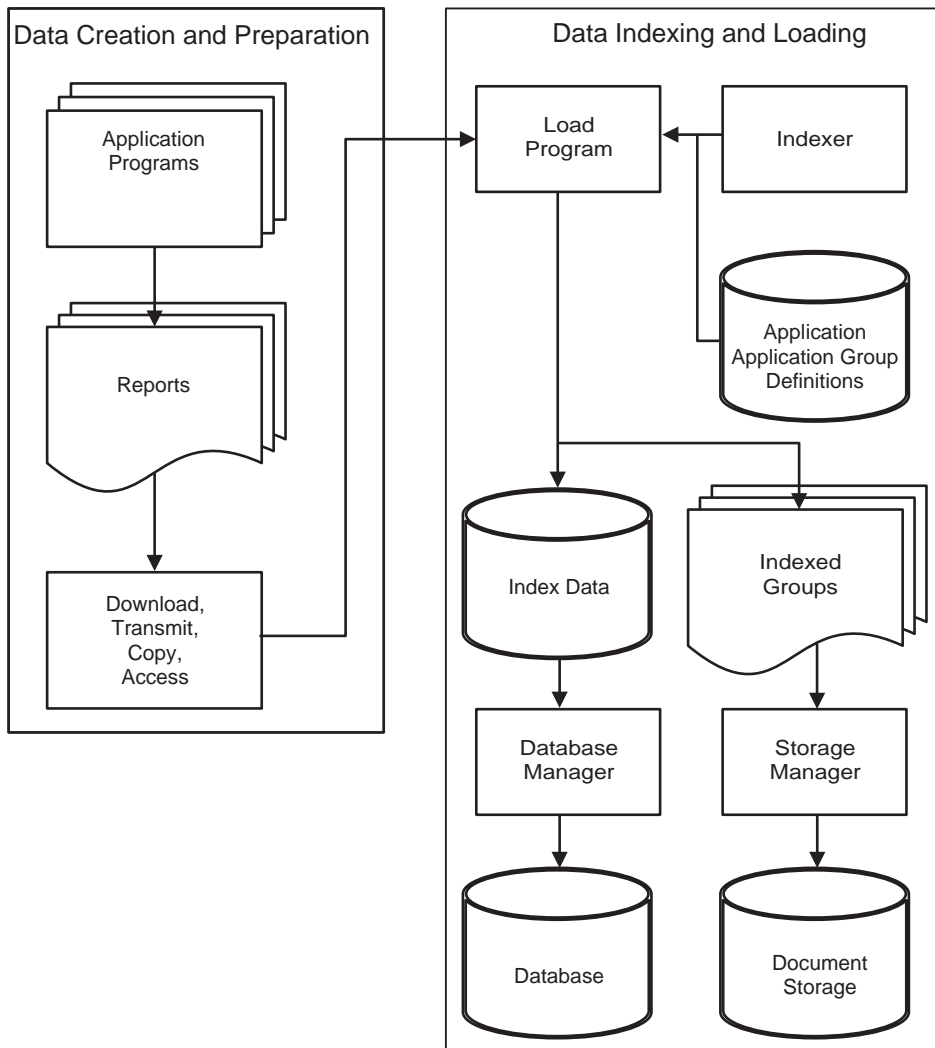 Data Creation and Preparation
Application
Programs
Reports
Download,
Transmit,
Copy,
Access
Data Indexing and Loading
Load
Program
Indexer
Application
Application Group
Definitions
Index Data
Indexed
Groups
Database
Manager
Storage
Manager
Database
Document
Storage